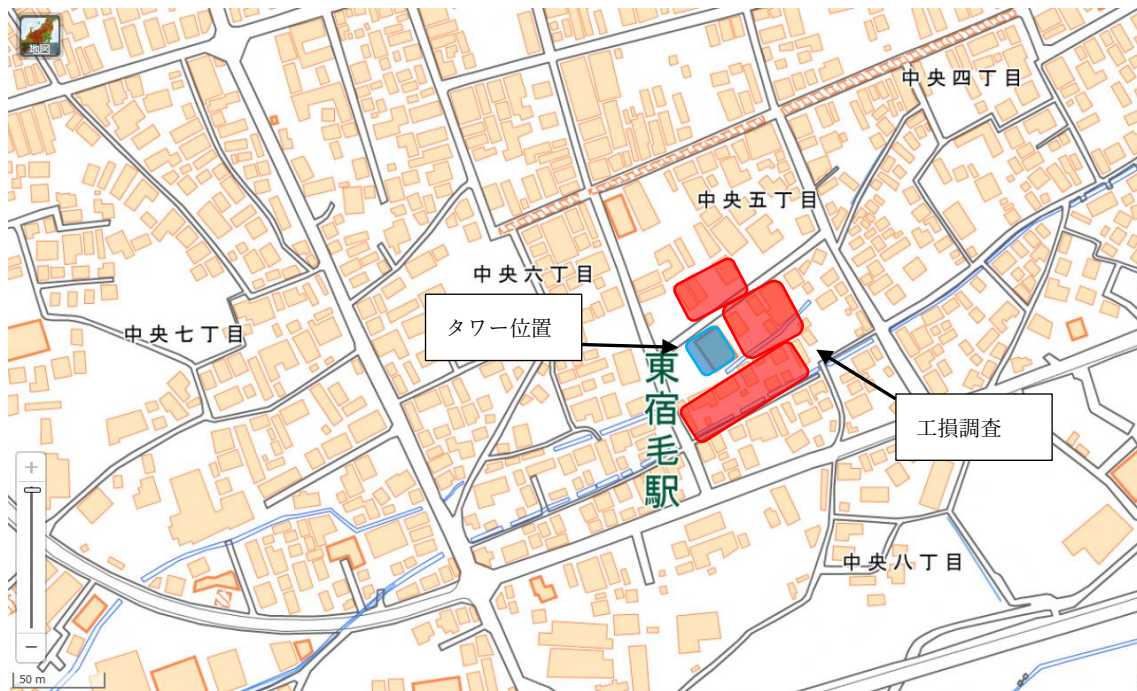 地図
中央四丁目
中央五丁目
中央六丁目
タワー位置
中央七丁目
東宿毛駅
工損調査
中央八丁目
+
−
50 m